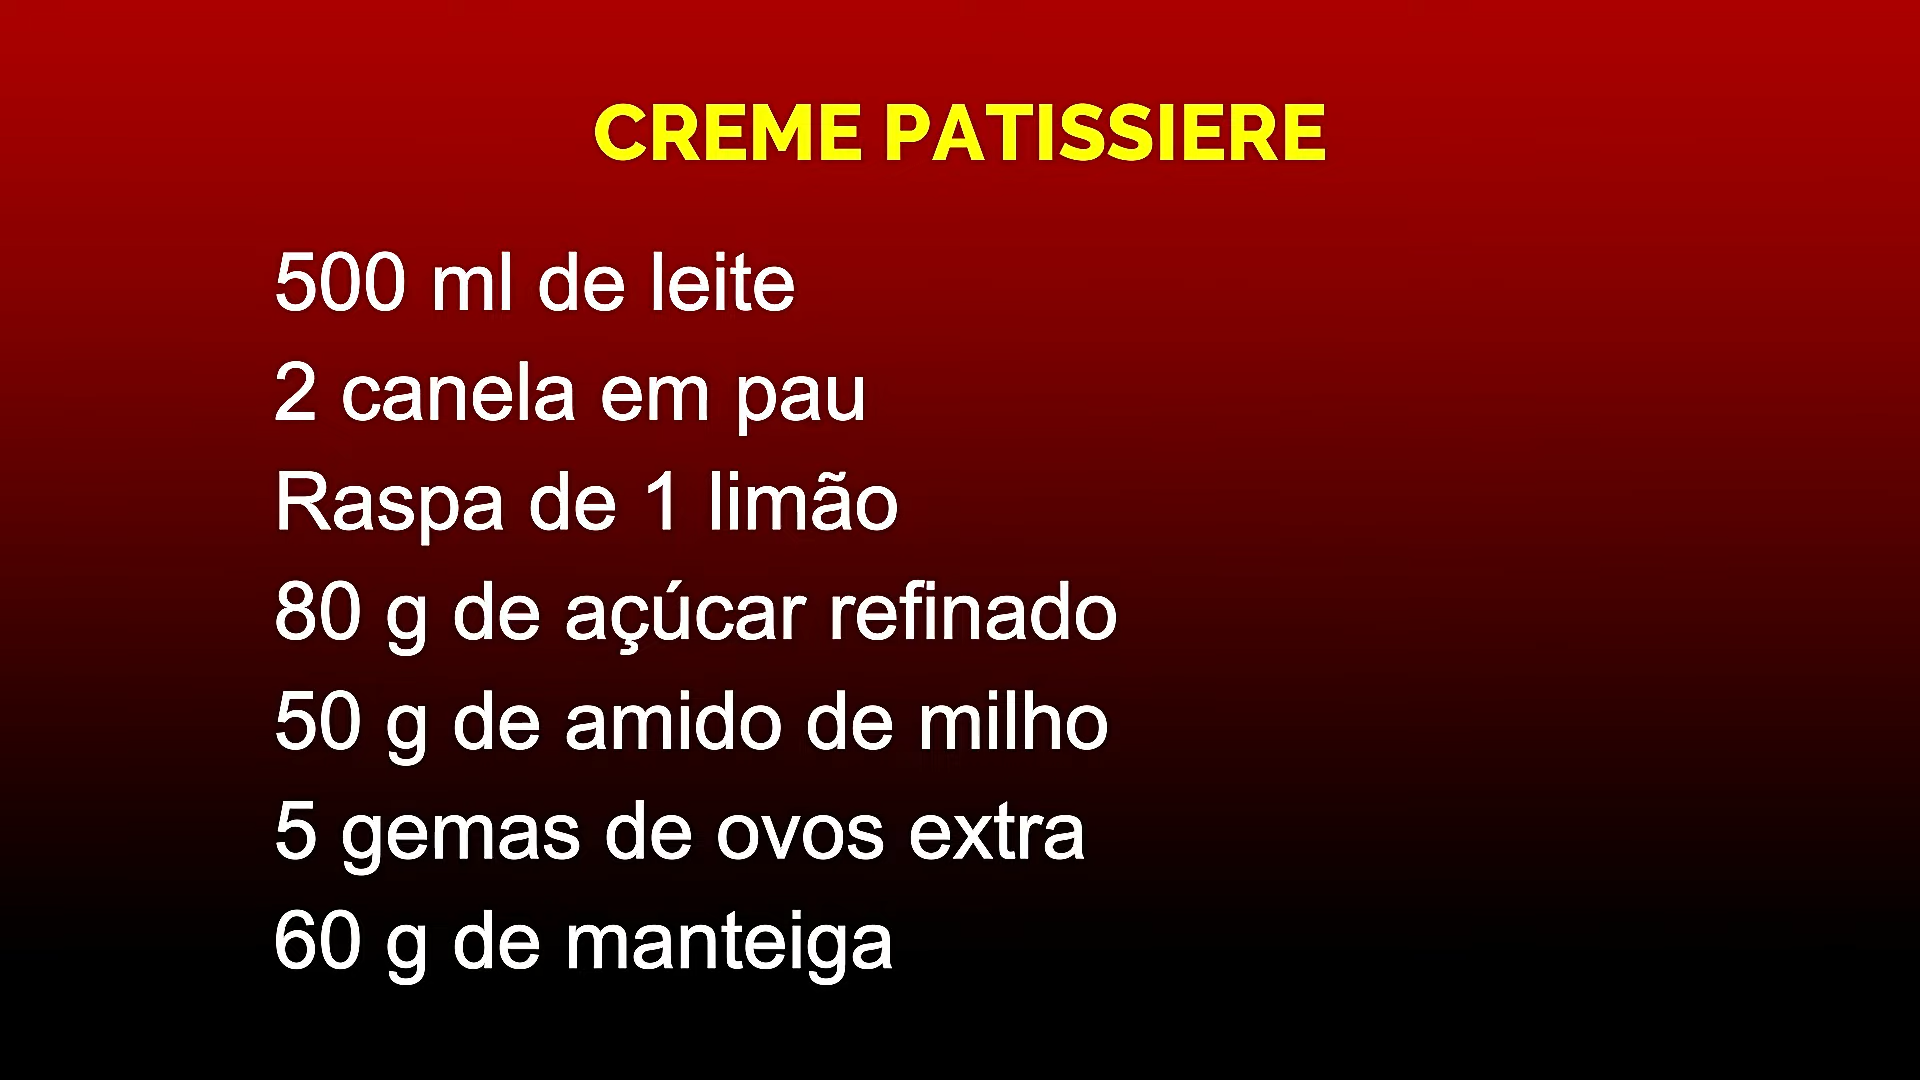 CREME PATISSIERE
500 ml de leite
2 canela em pau
Raspa de 1 limão
80 g de açúcar refinado
50 g de amido de milho
5 gemas de ovos extra
60 g de manteiga